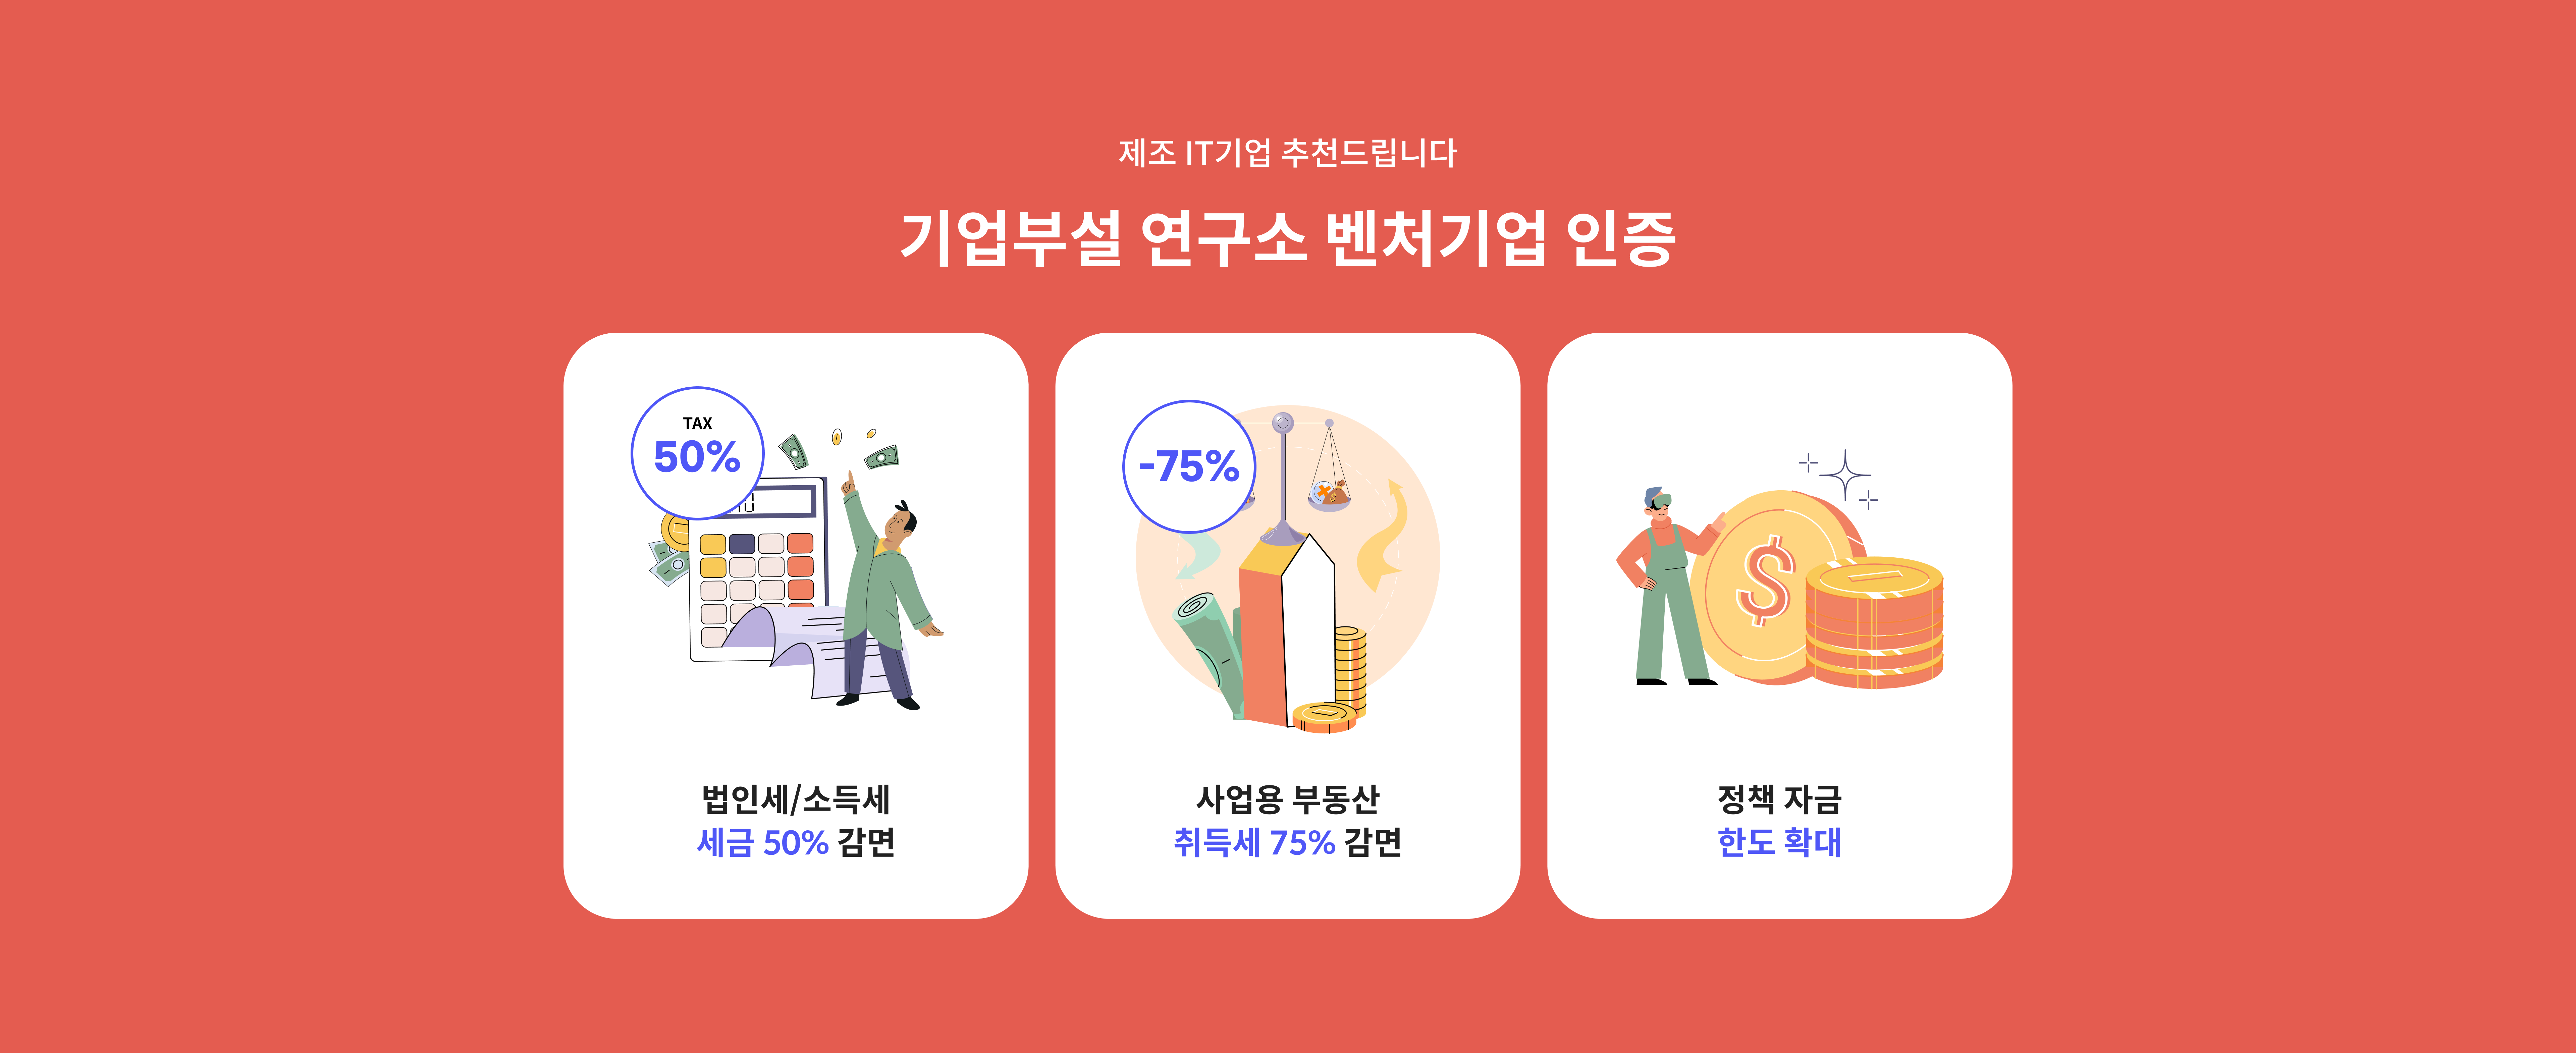 제조 IT기업 추천드립니다
기업부설 연구소 벤처기업 인증
TAX
50%
법인세/소득세
세금 50% 감면
-75%
사업용 부동산
취득세 75% 감면
정책 자금
한도 확대